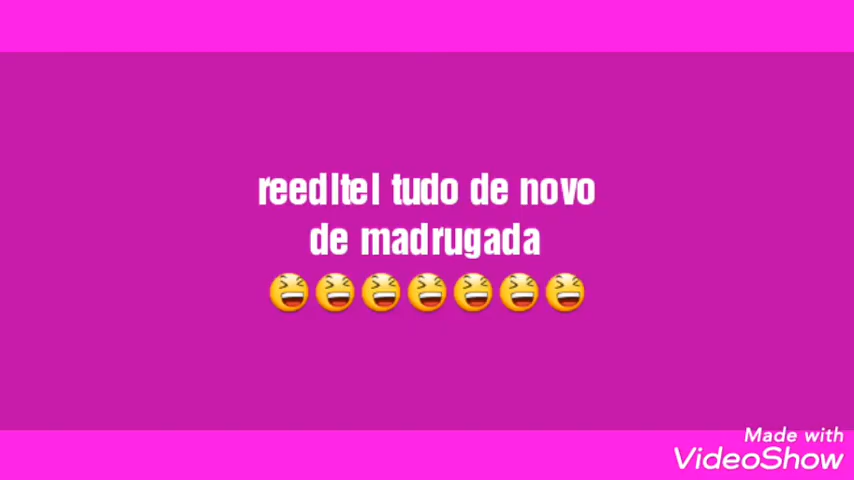 reeditei tudo de novo
de madrugada
😆😆😆😆😆😆😆
Made with
VideoShow